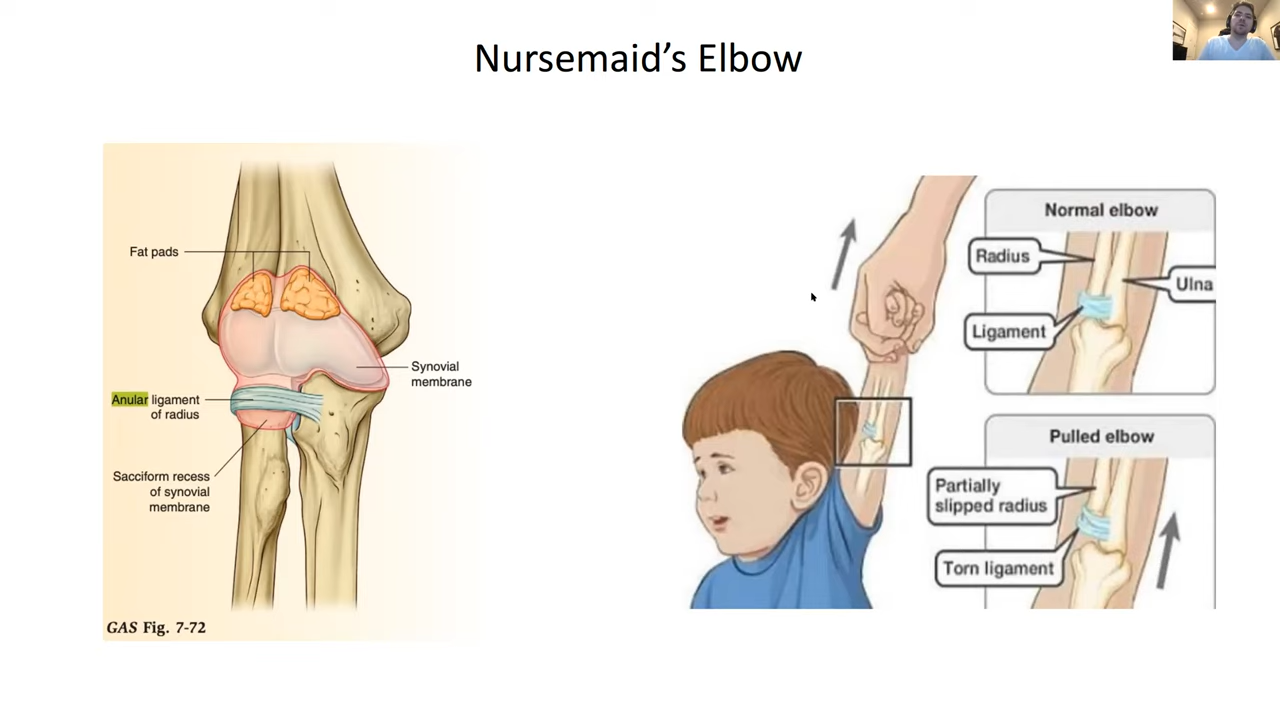 Nursemaid's Elbow
Fat pads
Synovial
membrane
Anular ligament
of radius
Sacciform recess
of synovial
membrane
GAS Fig. 7-72
Normal elbow
Radius
Ulna
Ligament
Pulled elbow
Partially
slipped radius
Torn ligament